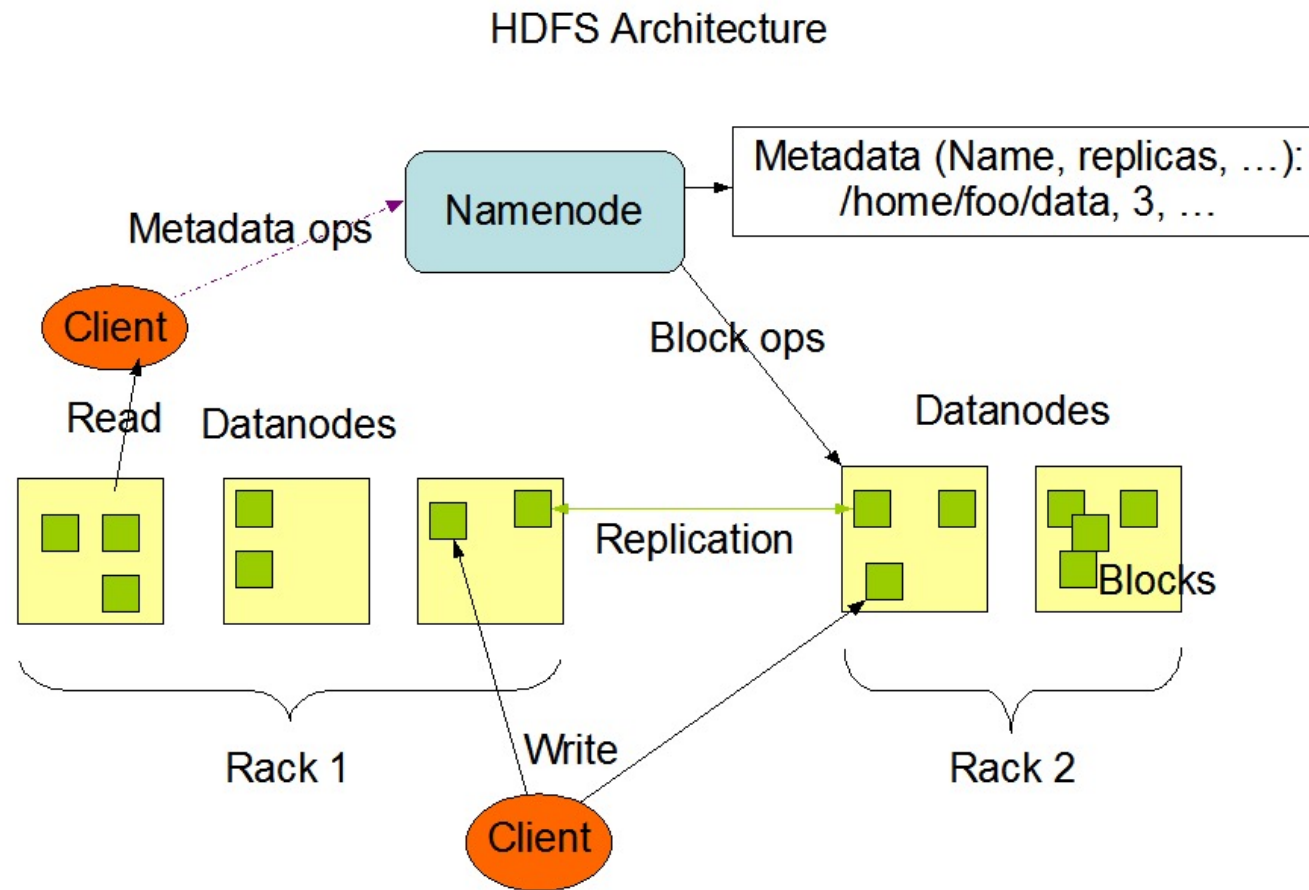 HDFS Architecture
Metadata (Name, replicas, …):
/home/foo/data, 3, …
Namenode
Metadata ops
Client
Block ops
Read
Datanodes
Datanodes
Replication
Blocks
Rack 1
Write
Rack 2
Client